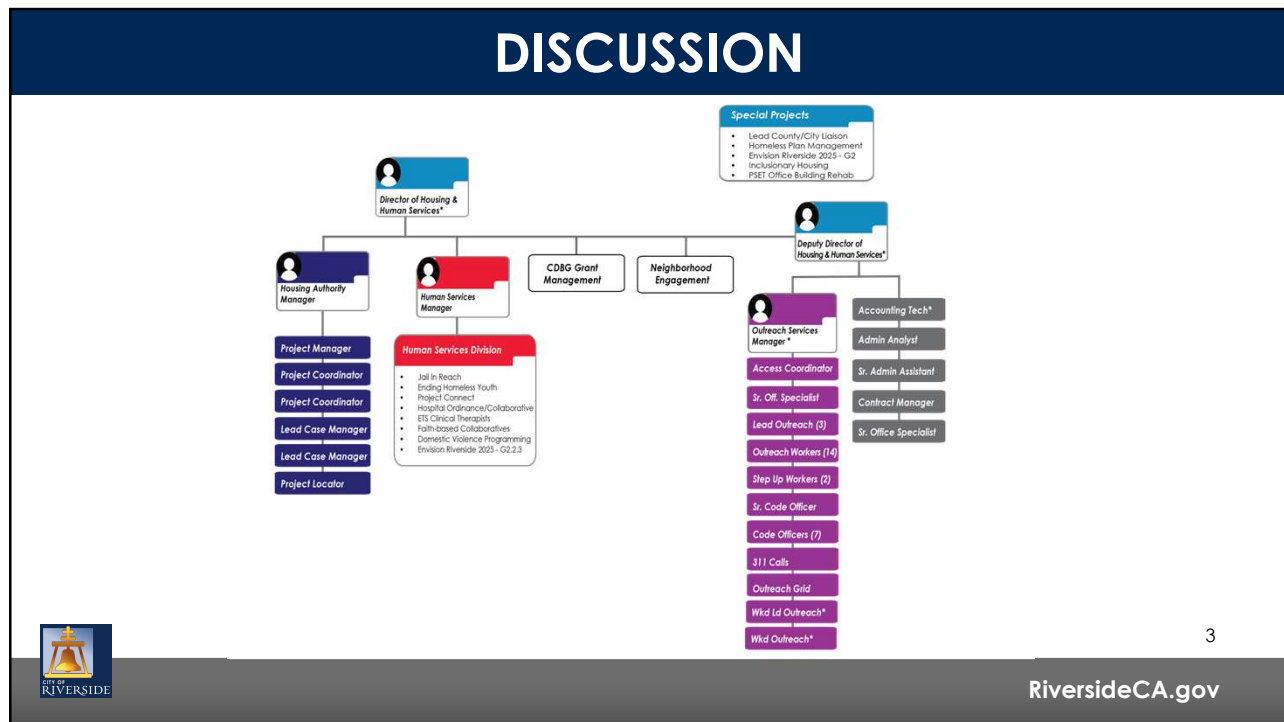 DISCUSSION
Special Projects
• Lead County/City Liaison
• Homeless Plan Management
• Envision Riverside 2025 - G2
• Inclusionary Housing
• PSET Office Building Rehab
Director of Housing &
Human Services*
Deputy Director of
Housing & Human Services*
Housing Authority
Manager
Human Services
Manager
CDBG Grant
Management
Neighborhood
Engagement
Project Manager
Project Coordinator
Project Coordinator
Lead Case Manager
Lead Case Manager
Project Locator
Human Services Division
• Jail In Reach
• Ending Homeless Youth
• Project Connect
• Hospital Ordinance/Collaborative
• ETS Clinical Therapists
• Faith-based Collaboratives
• Domestic Violence Programming
• Envision Riverside 2025 - G2.2.3
Outreach Services
Manager *
Access Coordinator
Sr. Off. Specialist
Lead Outreach (3)
Outreach Workers (14)
Step Up Workers (2)
Sr. Code Officer
Code Officers (7)
311 Calls
Outreach Grid
Wkd Ld Outreach*
Wkd Outreach*
Accounting Tech*
Admin Analyst
Sr. Admin Assistant
Contract Manager
Sr. Office Specialist
3
CITY OF
RIVERSIDE
RiversideCA.gov